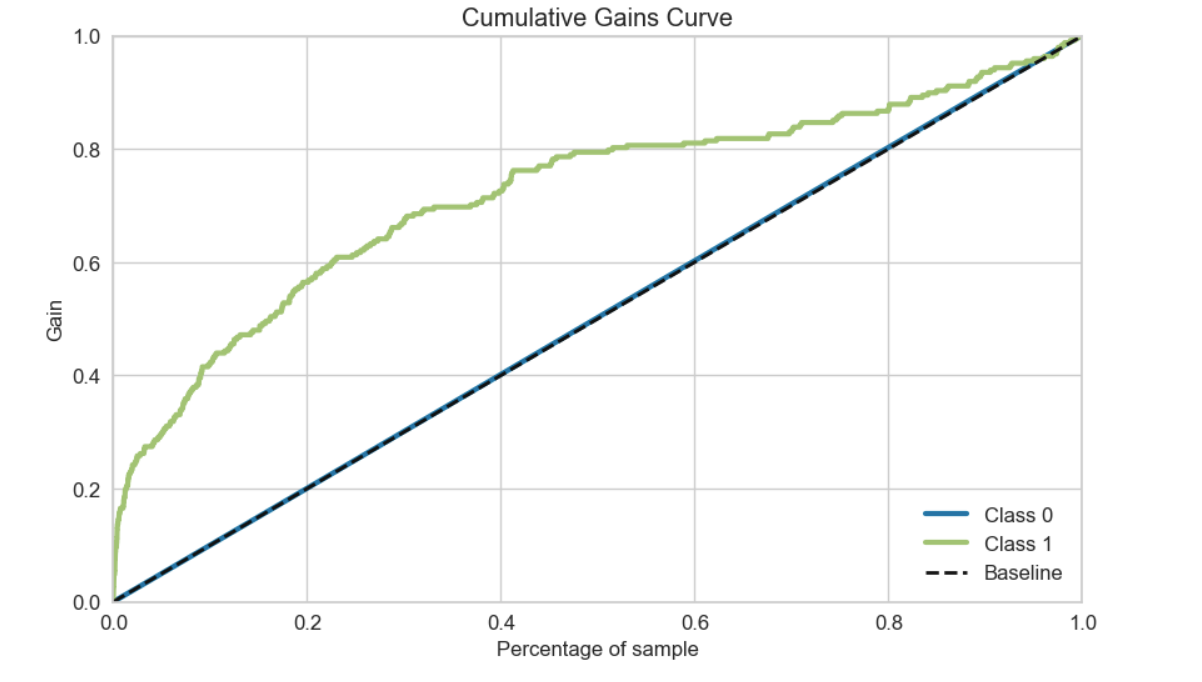 Cumulative Gains Curve
1.0
0.8
0.6
0.4
0.2
0.0
Gain
0.0 0.2 0.4 0.6 0.8 1.0
Percentage of sample
Class 0
Class 1
Baseline